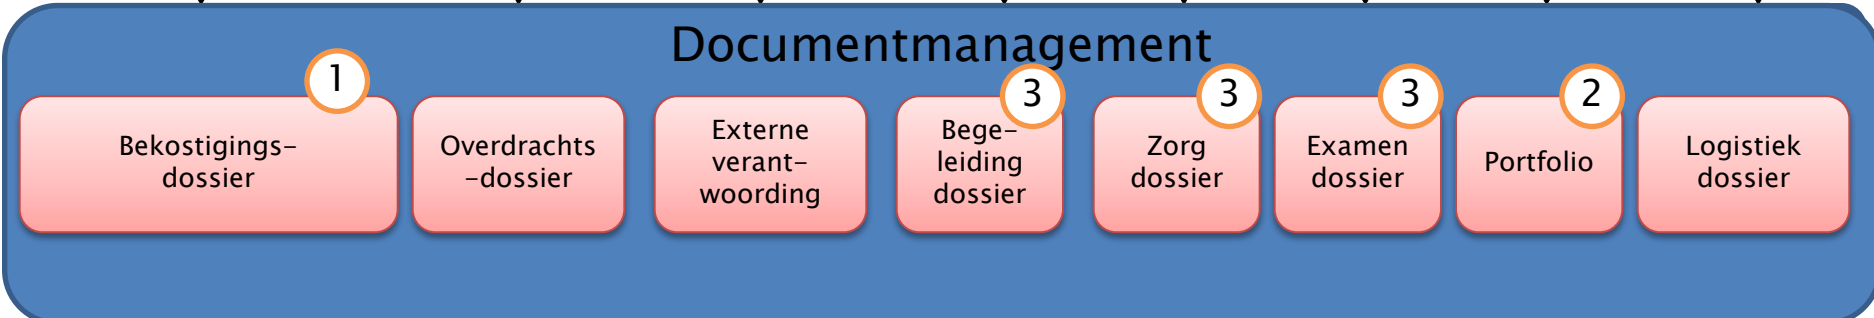 Documentmanagement
1
Bekostigings-
dossier
Overdrachts
-dossier
Externe
verant-
woording
3
Bege-
leiding
dossier
3
Zorg
dossier
3
Examen
dossier
2
Portfolio
Logistiek
dossier